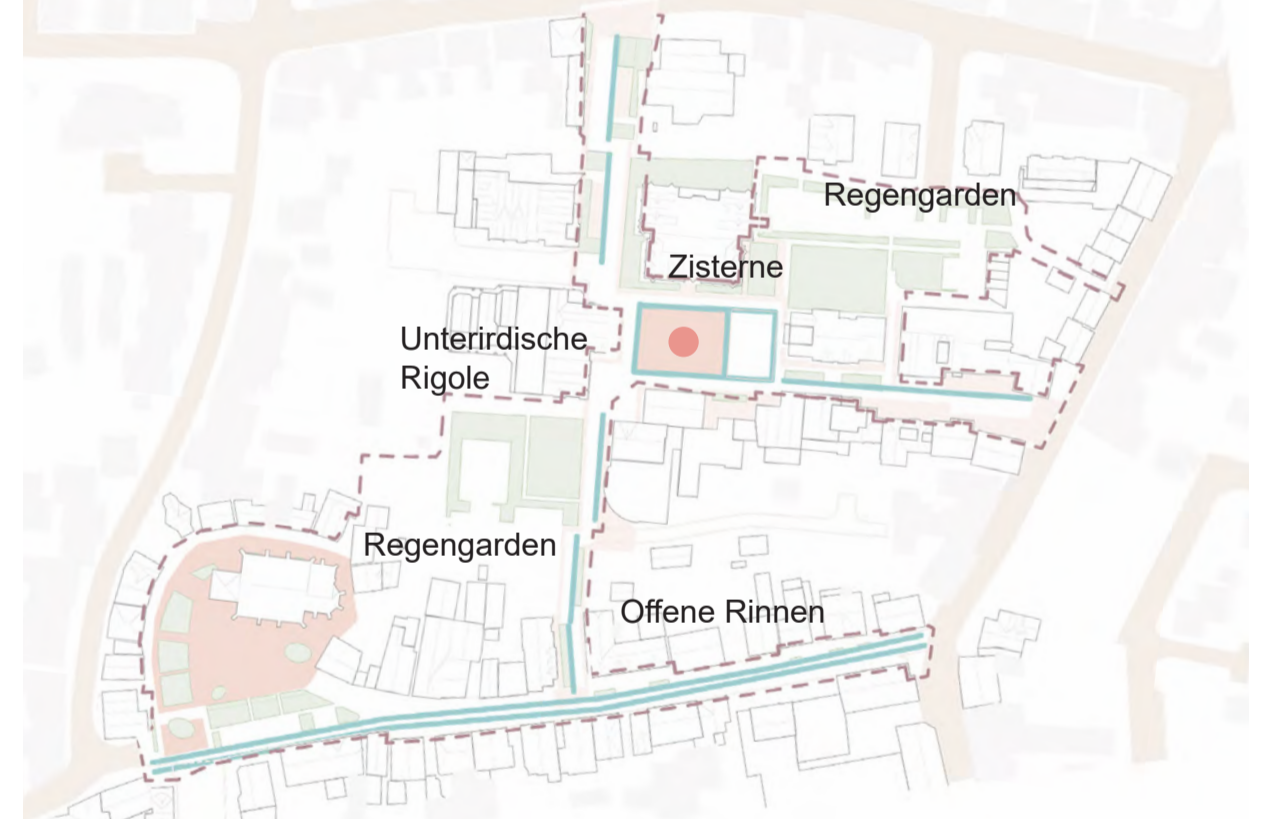 Regengarden
Zisterne
Unterirdische
Rigole
Regengarden
Offene Rinnen